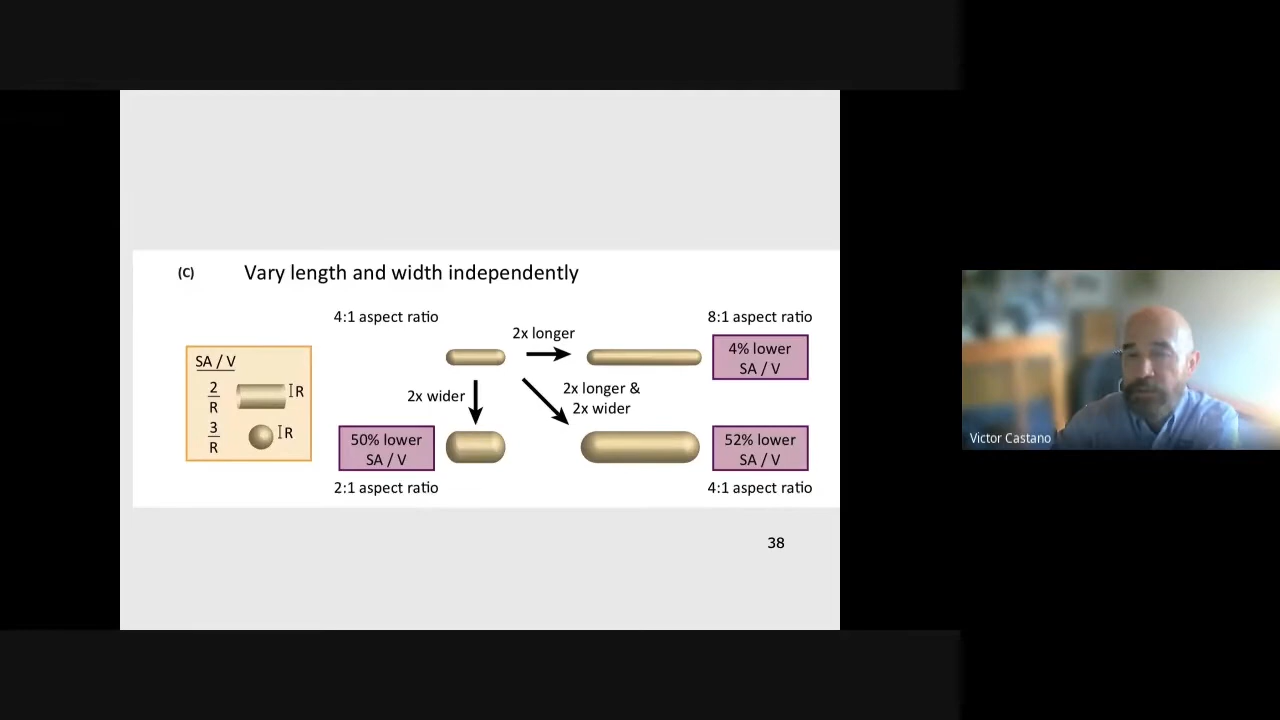 (C) Vary length and width independently
4:1 aspect ratio
8:1 aspect ratio
2x longer
4% lower
SA / V
SA / V
2
R
R
3
R
R
2x wider
2x longer &
2x wider
50% lower
SA / V
52% lower
SA / V
2:1 aspect ratio
4:1 aspect ratio
38
Victor Castano